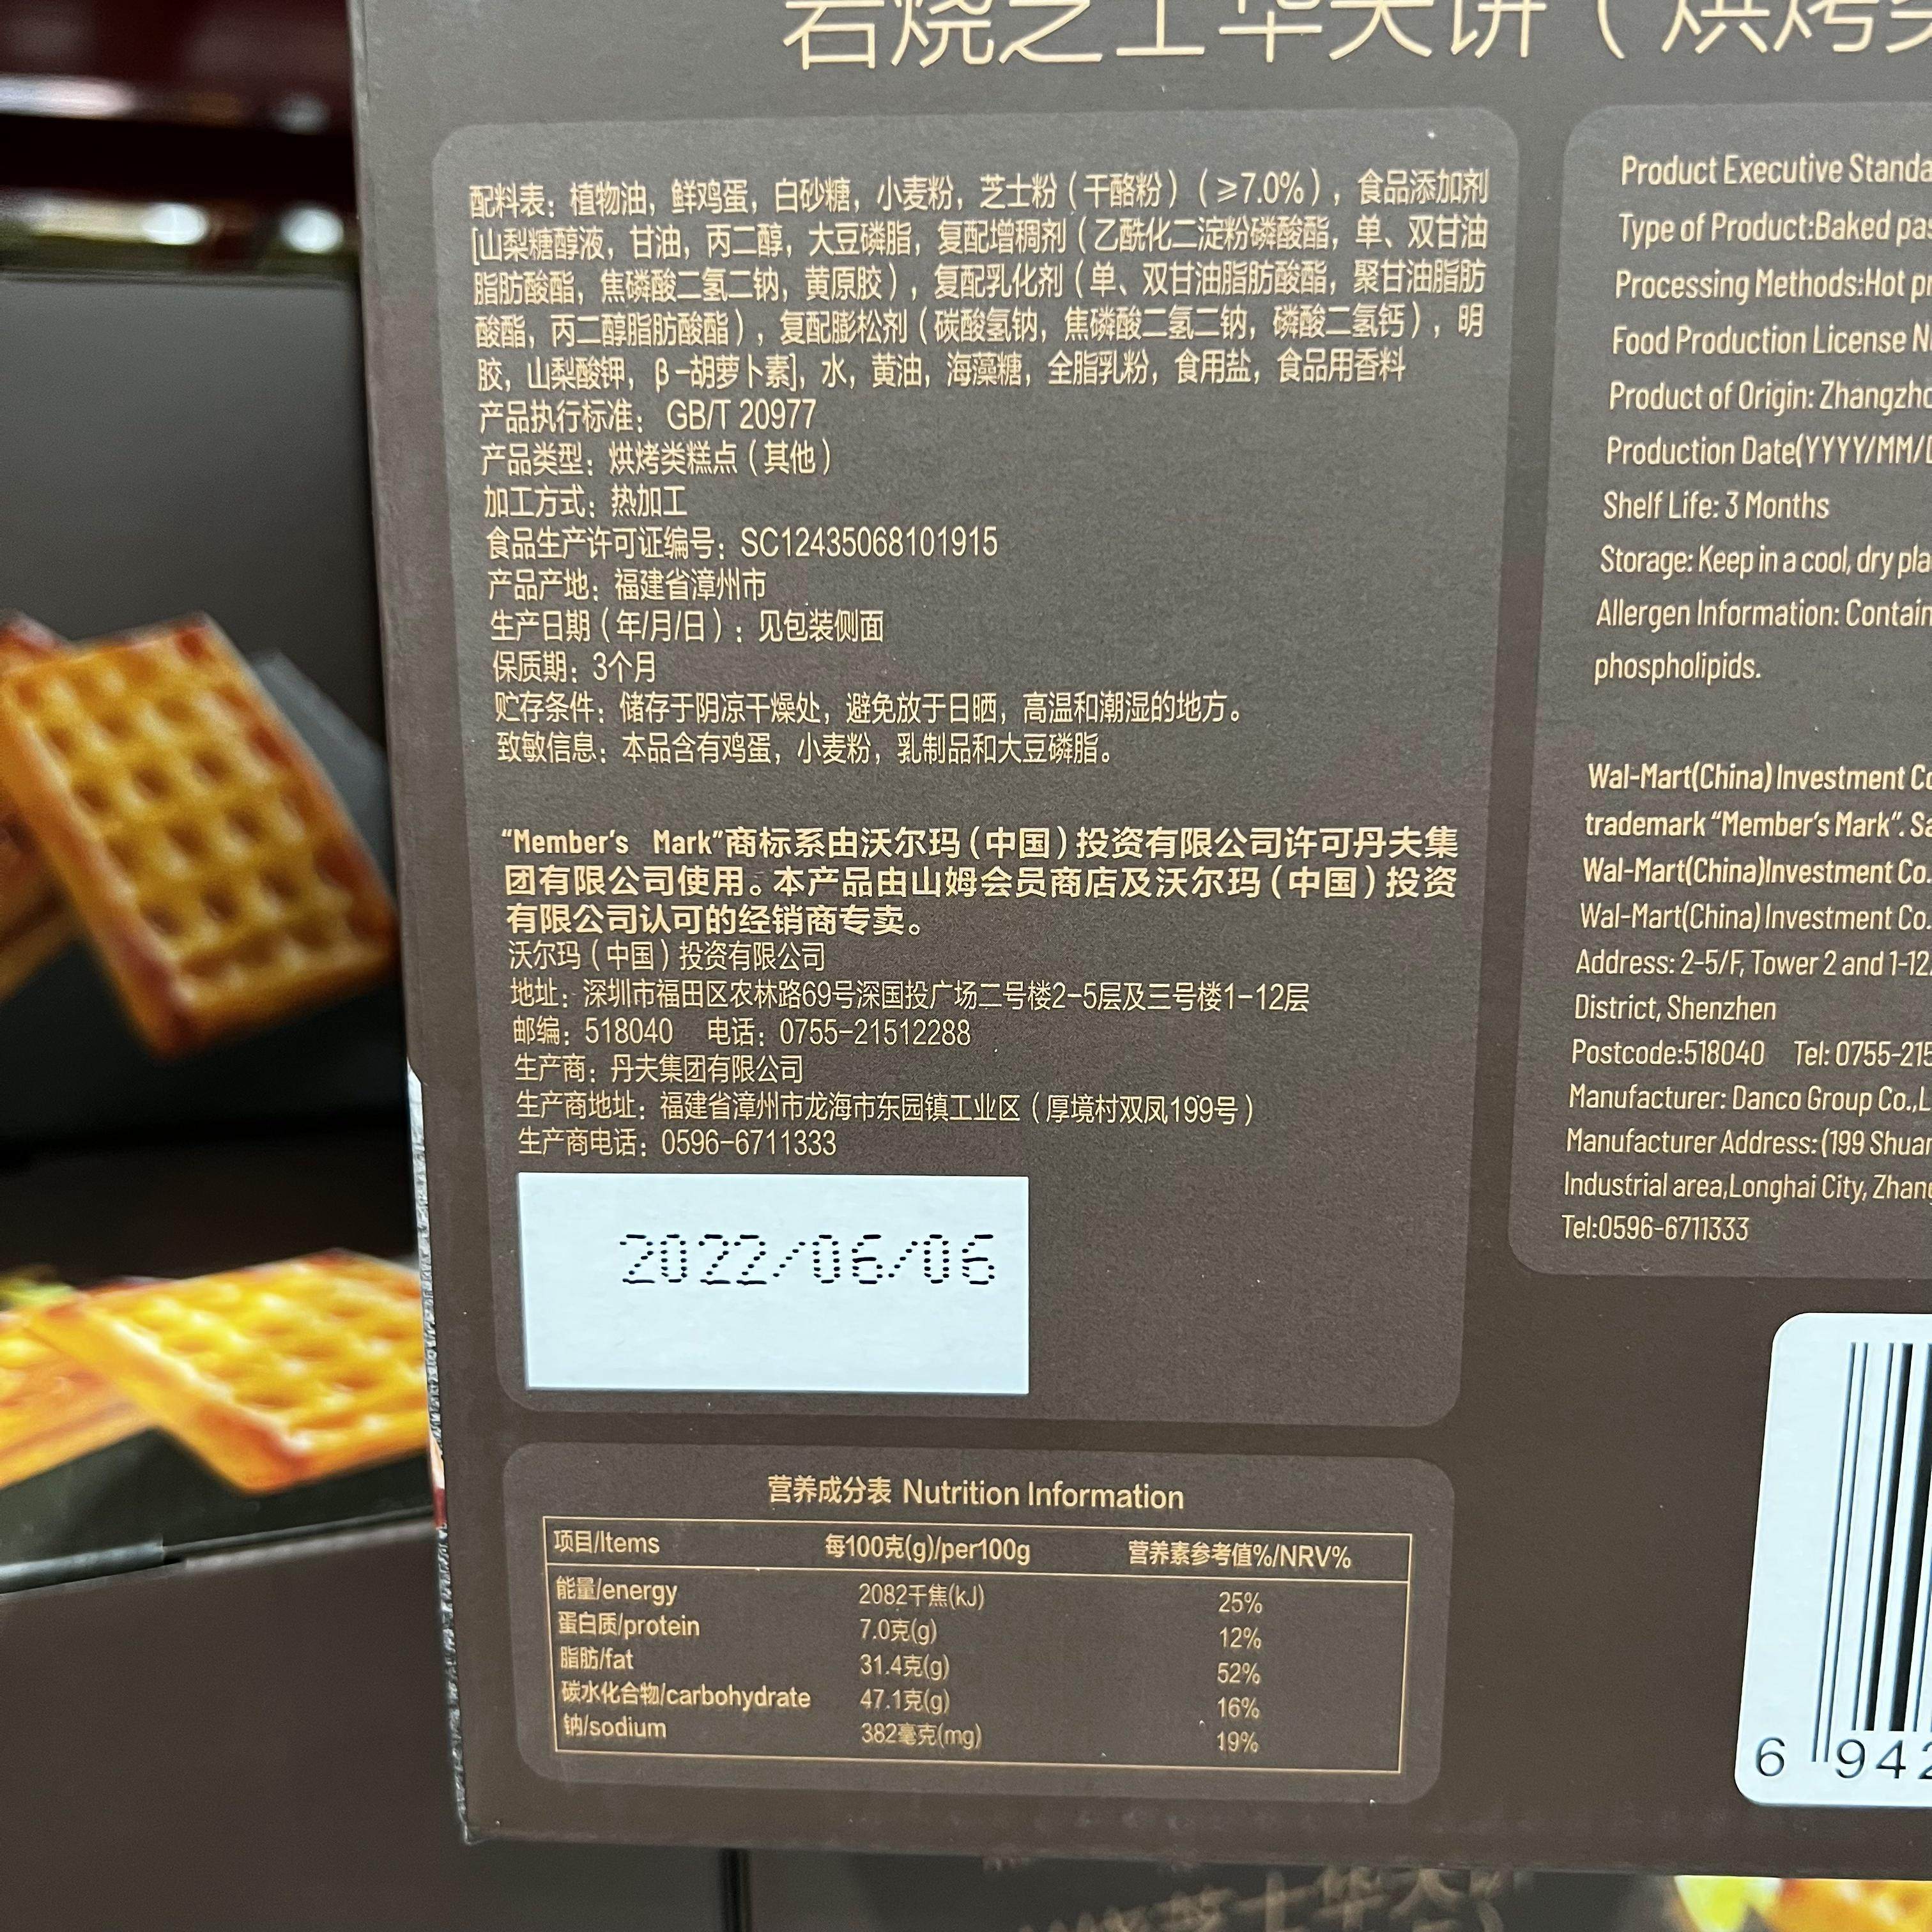 岩烧芝士华夫饼（烘烤类
配料表：植物油，鲜鸡蛋，白砂糖，小麦粉，芝士粉（干酪粉）（≥7.0%），食品添加剂
[山梨糖醇液，甘油，丙二醇，大豆磷脂，复配增稠剂（乙酰化二淀粉磷酸酯，单、双甘油
脂肪酸酯，焦磷酸二氢二钠，黄原胶），复配乳化剂（单、双甘油脂肪酸酯，聚甘油脂肪
酸酯，丙二醇脂肪酸酯），复配膨松剂（碳酸氢钠，焦磷酸二氢二钠，磷酸二氢钙），明
胶，山梨酸钾，β-胡萝卜素]，水，黄油，海藻糖，全脂乳粉，食用盐，食品用香料
产品执行标准：GB/T 20977
产品类型：烘烤类糕点（其他）
加工方式：热加工
食品生产许可证编号：SC12435068101915
产品产地：福建省漳州市
生产日期（年/月/日）：见包装侧面
保质期：3个月
贮存条件：储存于阴凉干燥处，避免放于日晒，高温和潮湿的地方。
致敏信息：本品含有鸡蛋，小麦粉，乳制品和大豆磷脂。
“Member's Mark”商标系由沃尔玛（中国）投资有限公司许可丹夫集
团有限公司使用。本产品由山姆会员商店及沃尔玛（中国）投资
有限公司认可的经销商专卖。
沃尔玛（中国）投资有限公司
地址：深圳市福田区农林路69号深国投广场二号楼2-5层及三号楼1-12层
邮编：518040 电话：0755-21512288
生产商：丹夫集团有限公司
生产商地址：福建省漳州市龙海市东园镇工业区（厚境村双凤199号）
生产商电话：0596-6711333
2022/06/06
营养成分表 Nutrition Information
项目/Items 每100克(g)/per100g 营养素参考值%/NRV%
能量/energy 2082千焦(kJ) 25%
蛋白质/protein 7.0克(g) 12%
脂肪/fat 31.4克(g) 52%
碳水化合物/carbohydrate 47.1克(g) 16%
钠/sodium 382毫克(mg) 19%
Product Executive Standa
Type of Product:Baked pas
Processing Methods:Hot pr
Food Production License N
Product of Origin: Zhangzho
Production Date(YYYY/MM/D
Shelf Life: 3 Months
Storage: Keep in a cool, dry pla
Allergen Information: Contain
phospholipids.
Wal-Mart(China) Investment Co
trademark “Member's Mark”. Sa
Wal-Mart(China)Investment Co.
Wal-Mart(China) Investment Co.
Address: 2-5/F, Tower 2 and 1-12
District, Shenzhen
Postcode:518040 Tel: 0755-215
Manufacturer: Danco Group Co.,L
Manufacturer Address: (199 Shuan
Industrial area,Longhai City, Zhang
Tel:0596-6711333
6 942